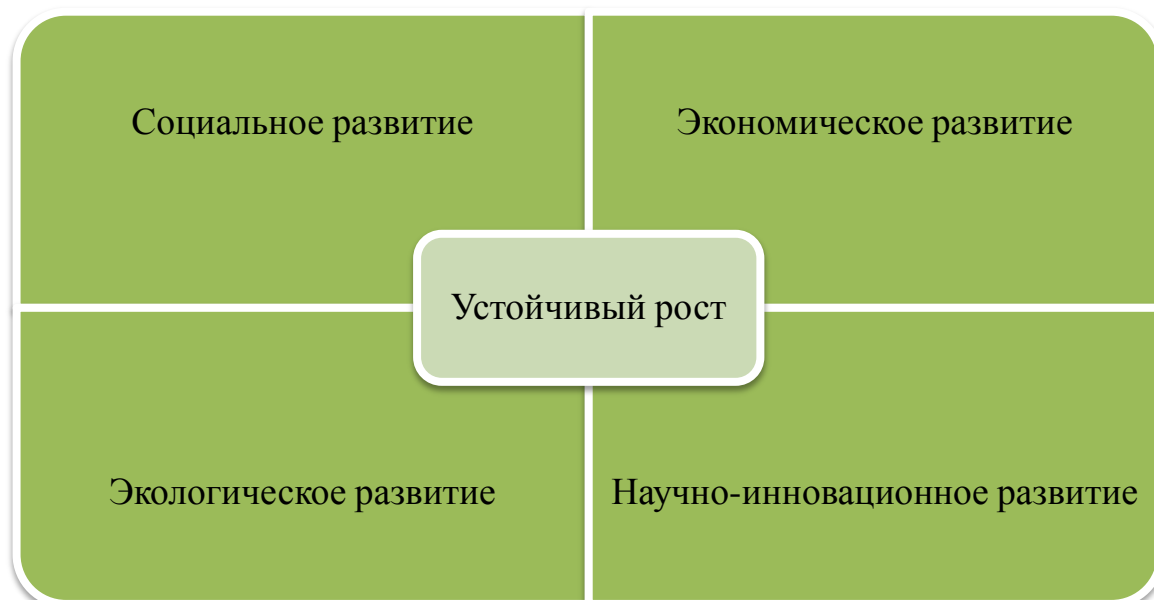 Социальное развитие
Экономическое развитие
Устойчивый рост
Экологическое развитие
Научно-инновационное развитие